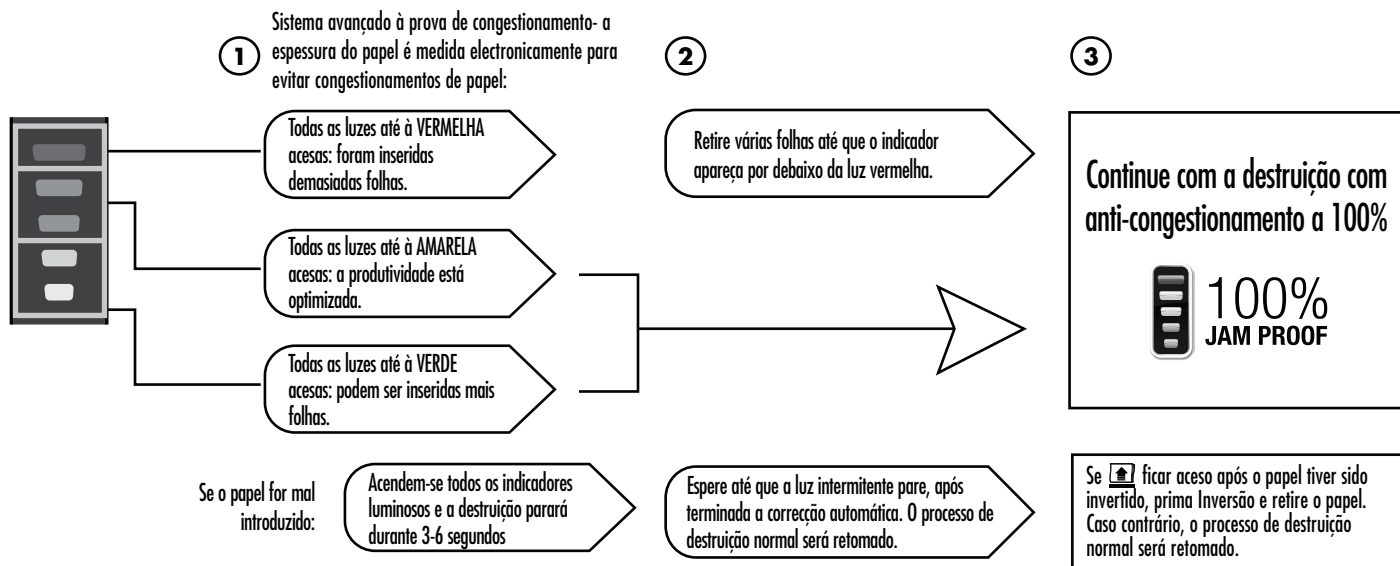 1
Sistema avançado à prova de congestionamento- a
espessura do papel é medida electronicamente para
evitar congestionamentos de papel:
Todas as luzes até à VERMELHA
acesas: foram inseridas
demasiadas folhas.
Todas as luzes até à AMARELA
acesas: a produtividade está
optimizada.
Todas as luzes até à VERDE
acesas: podem ser inseridas mais
folhas.
2
Retire várias folhas até que o indicador
apareça por debaixo da luz vermelha.
3
Continue com a destruição com
anti-congestionamento a 100%
100%
JAM PROOF
Se o papel for mal
introduzido:
Acendem-se todos os indicadores
luminosos e a destruição parará
durante 3-6 segundos
Espere até que a luz intermitente pare, após
terminada a correcção automática. O processo de
destruição normal será retomado.
Se ficar aceso após o papel tiver sido
invertido, prima Inversão e retire o papel.
Caso contrário, o processo de destruição
normal será retomado.